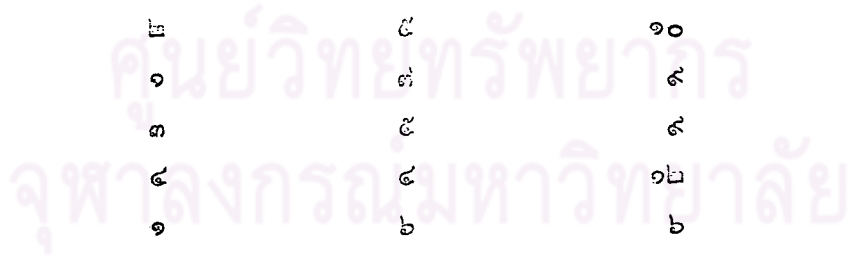 ๒ ๕ ๑๐
ศูนย์วิทยทรัพยากร
๑ ๗ ๙
๓ ๕ ๙
๕ ๔ ๑๒
จุฬาลงกรณ์มหาวิทยาลัย
๑ ๖ ๖